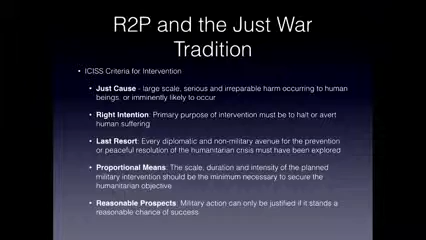 R2P and the Just War
Tradition
• ICISS Criteria for Intervention
• Just Cause - large scale, serious and irreparable harm occurring to human
beings, or imminently likely to occur
• Right Intention: Primary purpose of intervention must be to halt or avert
human suffering
• Last Resort: Every diplomatic and non-military avenue for the prevention
or peaceful resolution of the humanitarian crisis must have been explored
• Proportional Means: The scale, duration and intensity of the planned
military intervention should be the minimum necessary to secure the
humanitarian objective
• Reasonable Prospects: Military action can only be justified if it stands a
reasonable chance of success